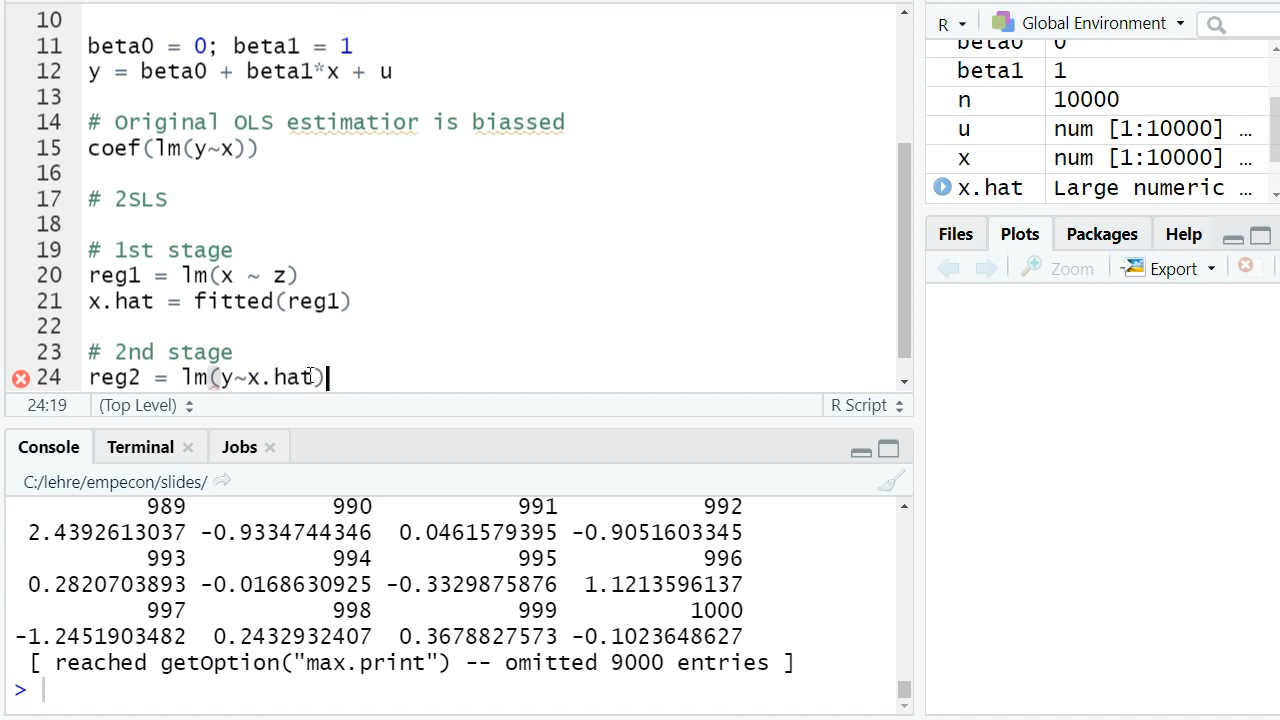 10
11 beta0 = 0; beta1 = 1
12 y = beta0 + beta1*x + u
13
14 # Original OLS estimatior is biassed
15 coef(lm(y~x))
16
17 # 2SLS
18
19 # 1st stage
20 reg1 = lm(x ~ z)
21 x.hat = fitted(reg1)
22
23 # 2nd stage
24 reg2 = lm(y~x.hat)
24:19 (Top Level) R Script
Console Terminal Jobs
C:/lehre/empecon/slides/
989 990 991 992
2.4392613037 -0.9334744346 0.0461579395 -0.9051603345
993 994 995 996
0.2820703893 -0.0168630925 -0.3329875876 1.1213596137
997 998 999 1000
-1.2451903482 0.2432932407 0.3678827573 -0.1023648627
[ reached getOption("max.print") -- omitted 9000 entries ]
>
R Global Environment
beta0 0
beta1 1
n 10000
u num [1:10000] ...
x num [1:10000] ...
x.hat Large numeric ...
Files Plots Packages Help
Zoom Export